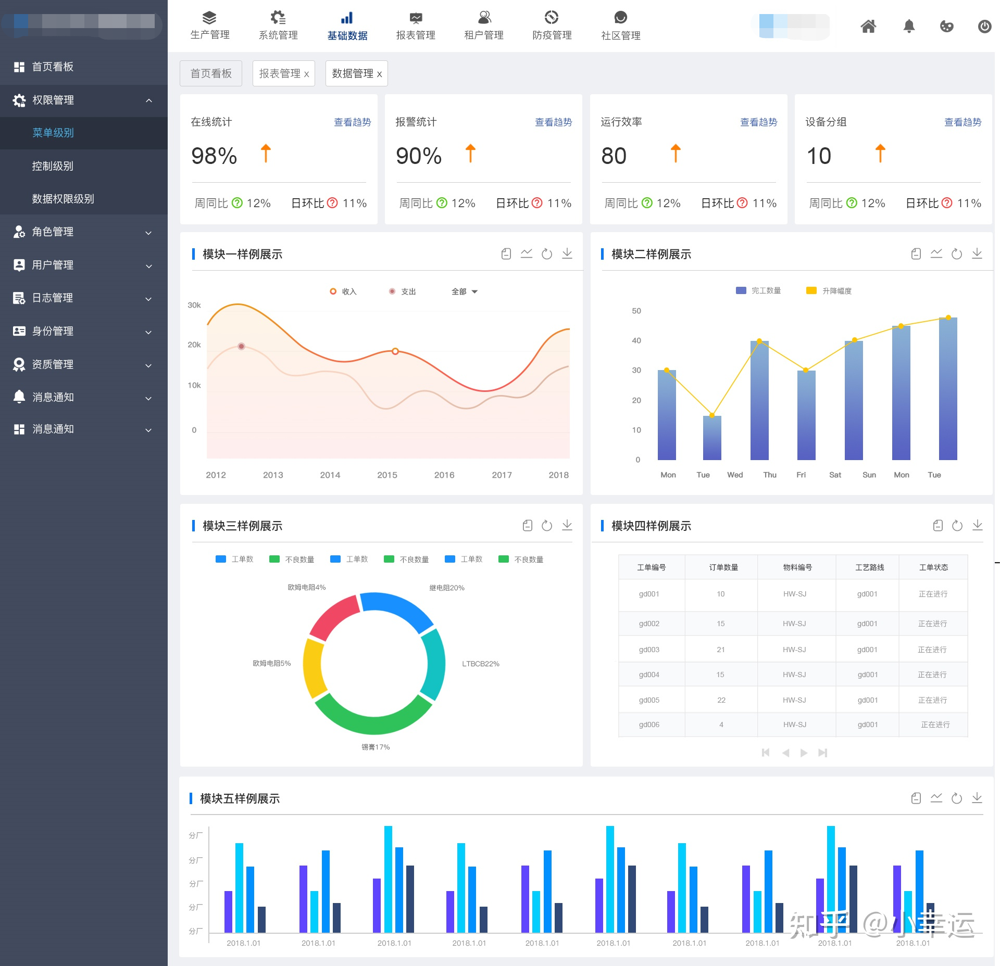 生产管理 系统管理 基础数据 报表管理 租户管理 防疫管理 社区管理
首页看板
权限管理
菜单级别
控制级别
数据权限级别
角色管理
用户管理
日志管理
身份管理
资质管理
消息通知
消息通知
首页看板 报表管理 x 数据管理 x
在线统计 查看趋势
98%
周同比 ? 12% 日环比 ? 11%
报警统计 查看趋势
90%
周同比 ? 12% 日环比 ? 11%
运行效率 查看趋势
80
周同比 ? 12% 日环比 ? 11%
设备分组 查看趋势
10
周同比 ? 12% 日环比 ? 11%
模块一样例展示
收入 支出 全部
30k
20k
10k
0
2012 2013 2014 2015 2016 2017 2018
模块二样例展示
完工数量 升降幅度
50
40
30
20
10
0
Mon Tue Wed Thu Fri Sat Sun Mon Tue
模块三样例展示
工单数 不良数量 工单数 不良数量 工单数 不良数量
欧姆电阻4% 继电阻20%
欧姆电阻5% LTBCB22%
锡膏17%
模块四样例展示
工单编号 订单数量 物料编号 工艺路线 工单状态
gd001 10 HW-SJ gd001 正在进行
gd002 15 HW-SJ gd001 正在进行
gd003 21 HW-SJ gd001 正在进行
gd004 15 HW-SJ gd001 正在进行
gd005 22 HW-SJ gd001 正在进行
gd006 4 HW-SJ gd001 正在进行
模块五样例展示
分厂
分厂
分厂
分厂
分厂
2018.1.01 2018.1.01 2018.1.01 2018.1.01 2018.1.01 2018.1.01 2018.1.01 2018.1.01 2018.1.01 2018.1.01
知乎 @小幸运